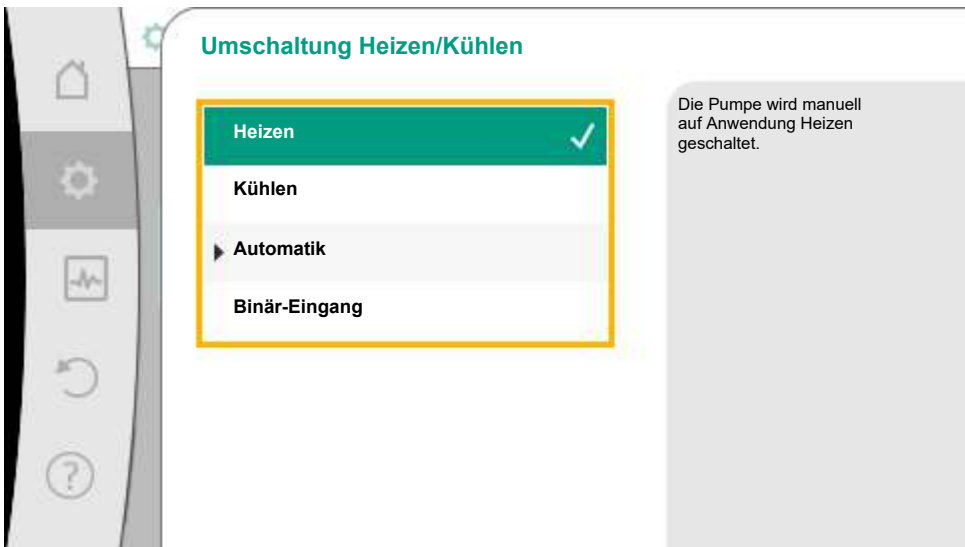 Umschaltung Heizen/Kühlen
Heizen
Kühlen
Automatik
Binär-Eingang
Die Pumpe wird manuell
auf Anwendung Heizen
geschaltet.
?